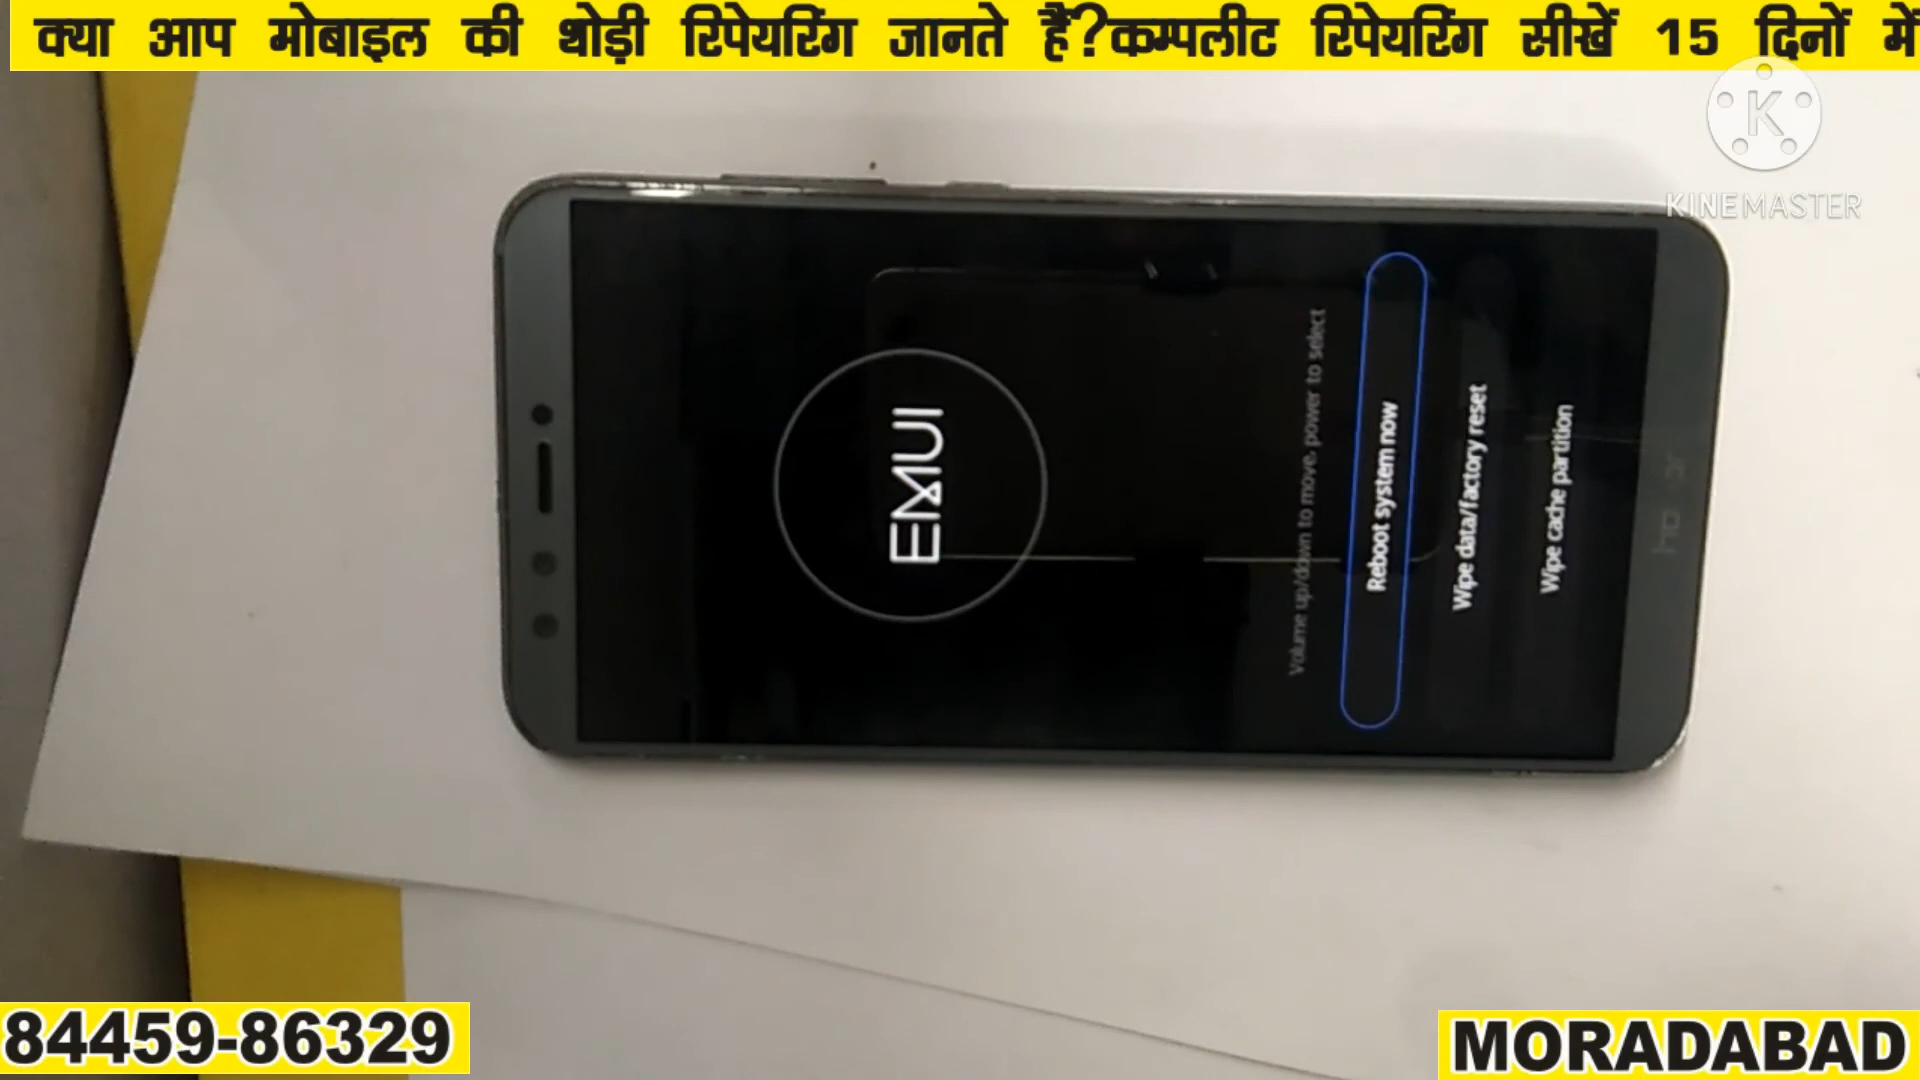 क्या आप मोबाइल की थोड़ी रिपेयरिंग जानते हैं?कम्पलीट रिपेयरिंग सीखें 15 दिनों में
K
KINEMASTER
EMUI
Volume up/down to move, power to select
Reboot system now
Wipe data/factory reset
Wipe cache partition
honor
84459-86329
MORADABAD